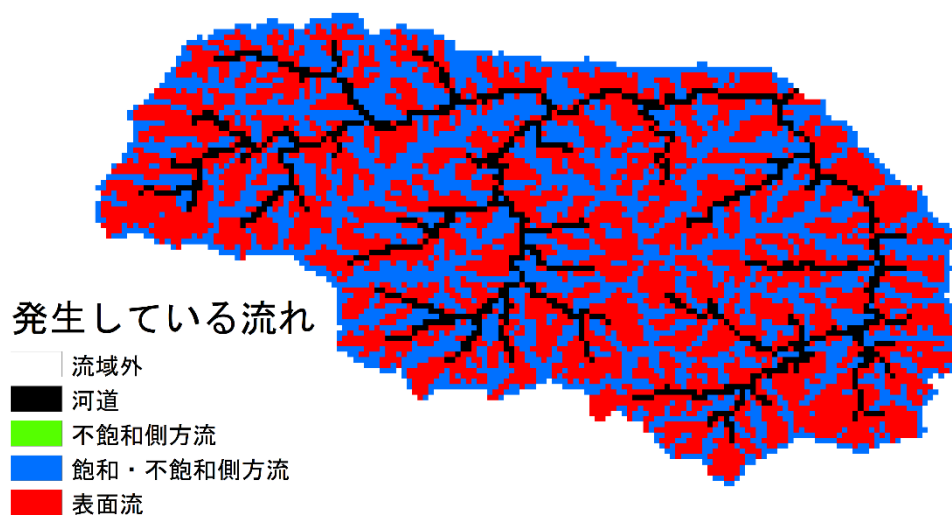 発生している流れ
流域外
河道
不飽和側方流
飽和・不飽和側方流
表面流